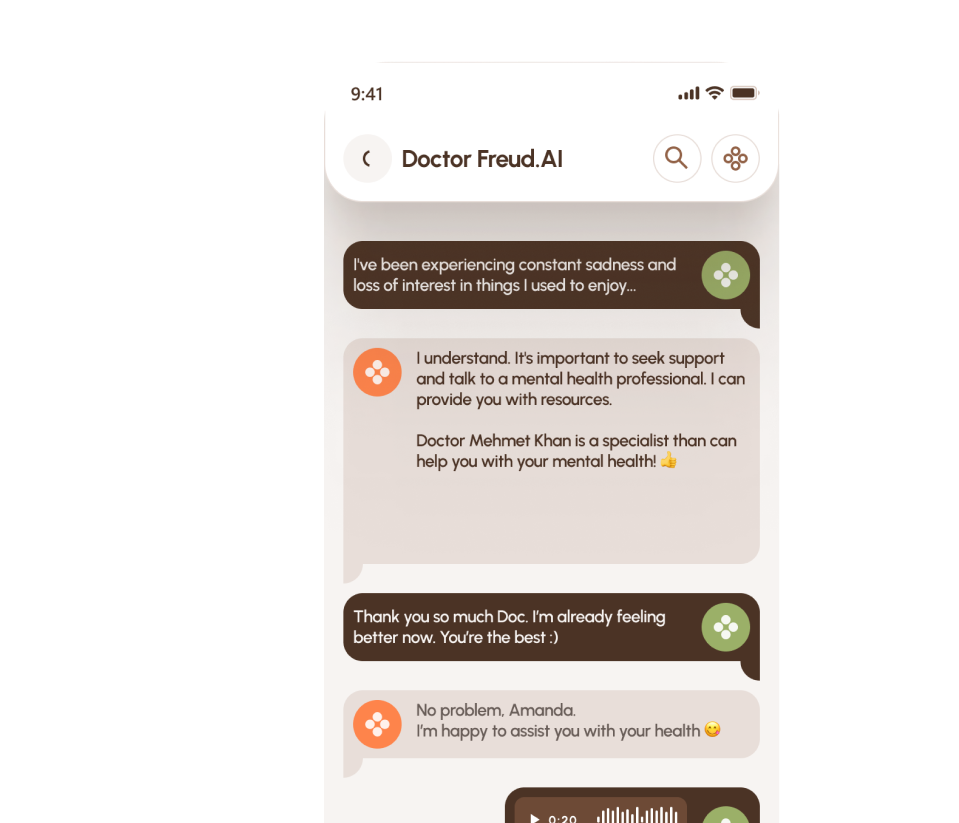 9:41
Doctor Freud.AI
I've been experiencing constant sadness and
loss of interest in things I used to enjoy...
I understand. It's important to seek support
and talk to a mental health professional. I can
provide you with resources.
Doctor Mehmet Khan is a specialist than can
help you with your mental health! 👍
Thank you so much Doc. I’m already feeling
better now. You’re the best :)
No problem, Amanda.
I’m happy to assist you with your health 😋
0:20